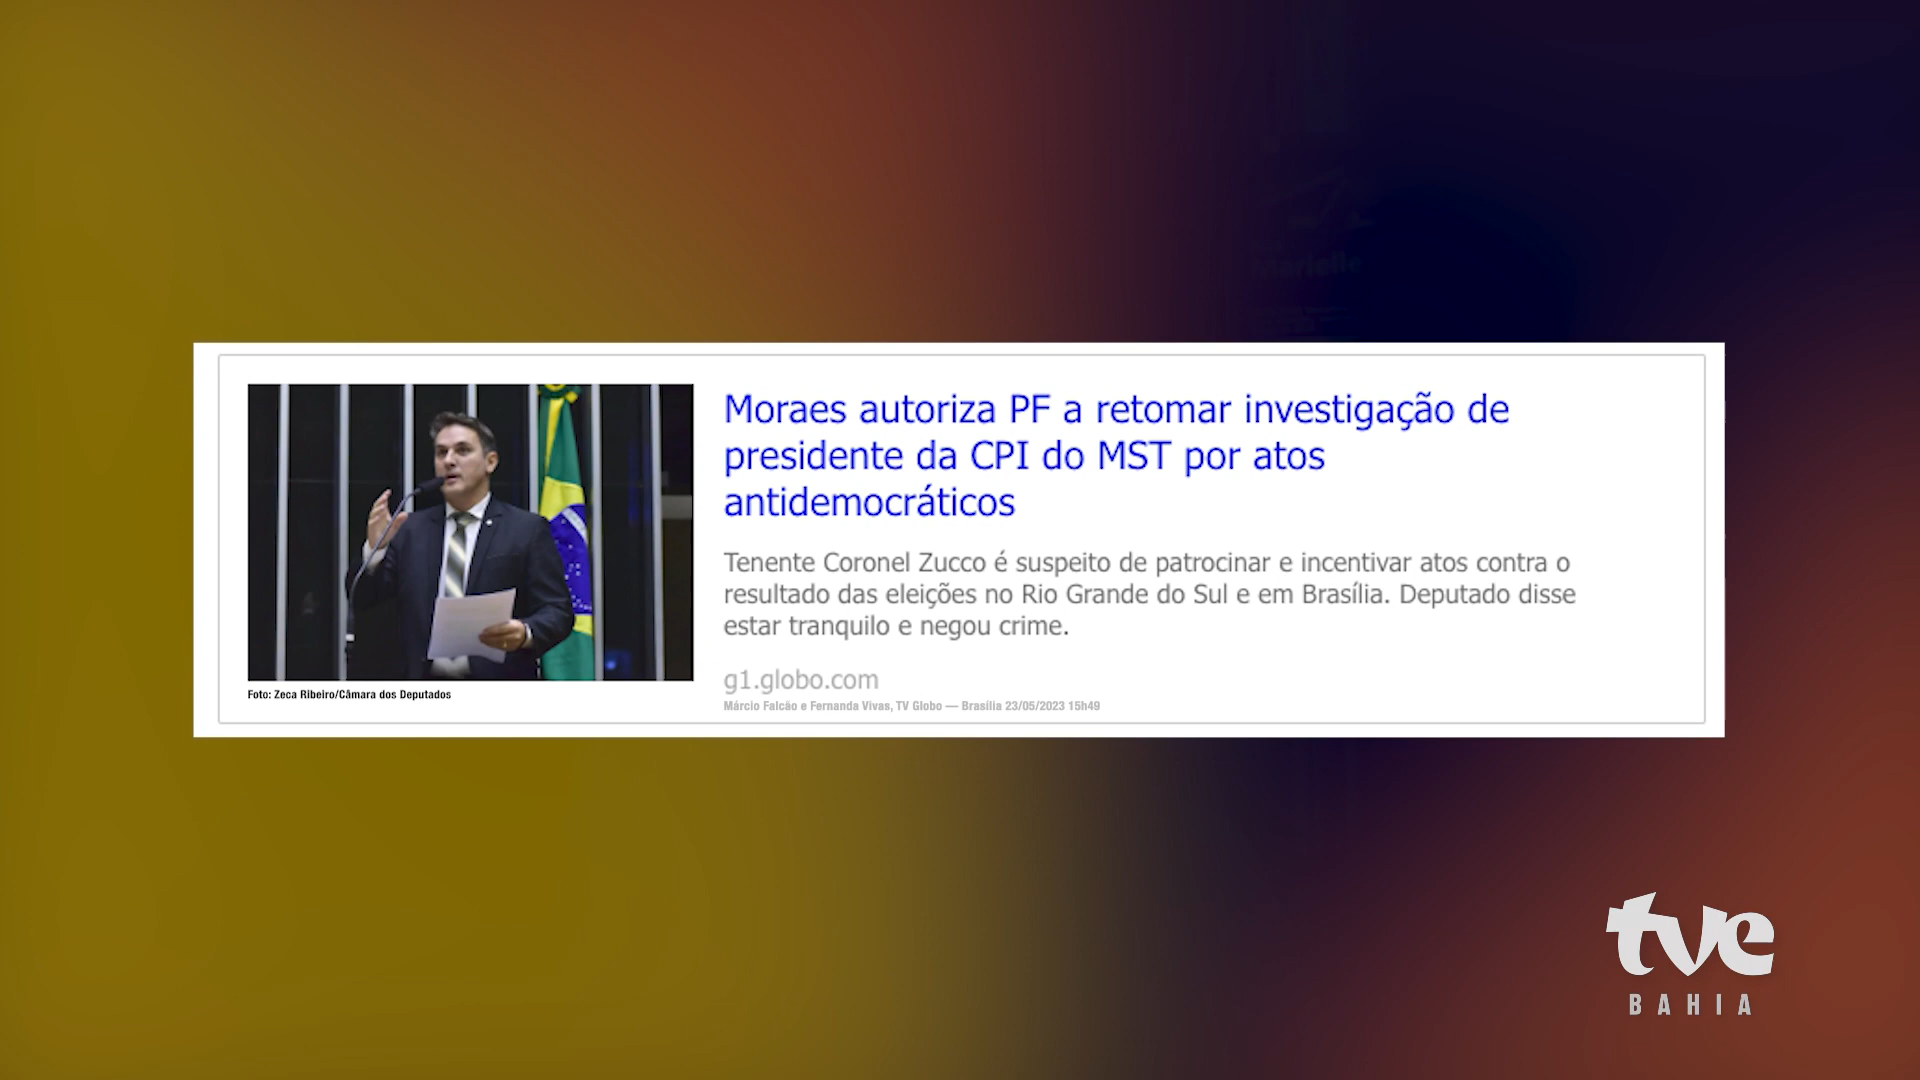 Marielle
Moraes autoriza PF a retomar investigação de
presidente da CPI do MST por atos
antidemocráticos
Tenente Coronel Zucco é suspeito de patrocinar e incentivar atos contra o
resultado das eleições no Rio Grande do Sul e em Brasília. Deputado disse
estar tranquilo e negou crime.
g1.globo.com
Márcio Falcão e Fernanda Vivas, TV Globo — Brasília 23/05/2023 15h49
Foto: Zeca Ribeiro/Câmara dos Deputados
tve
BAHIA